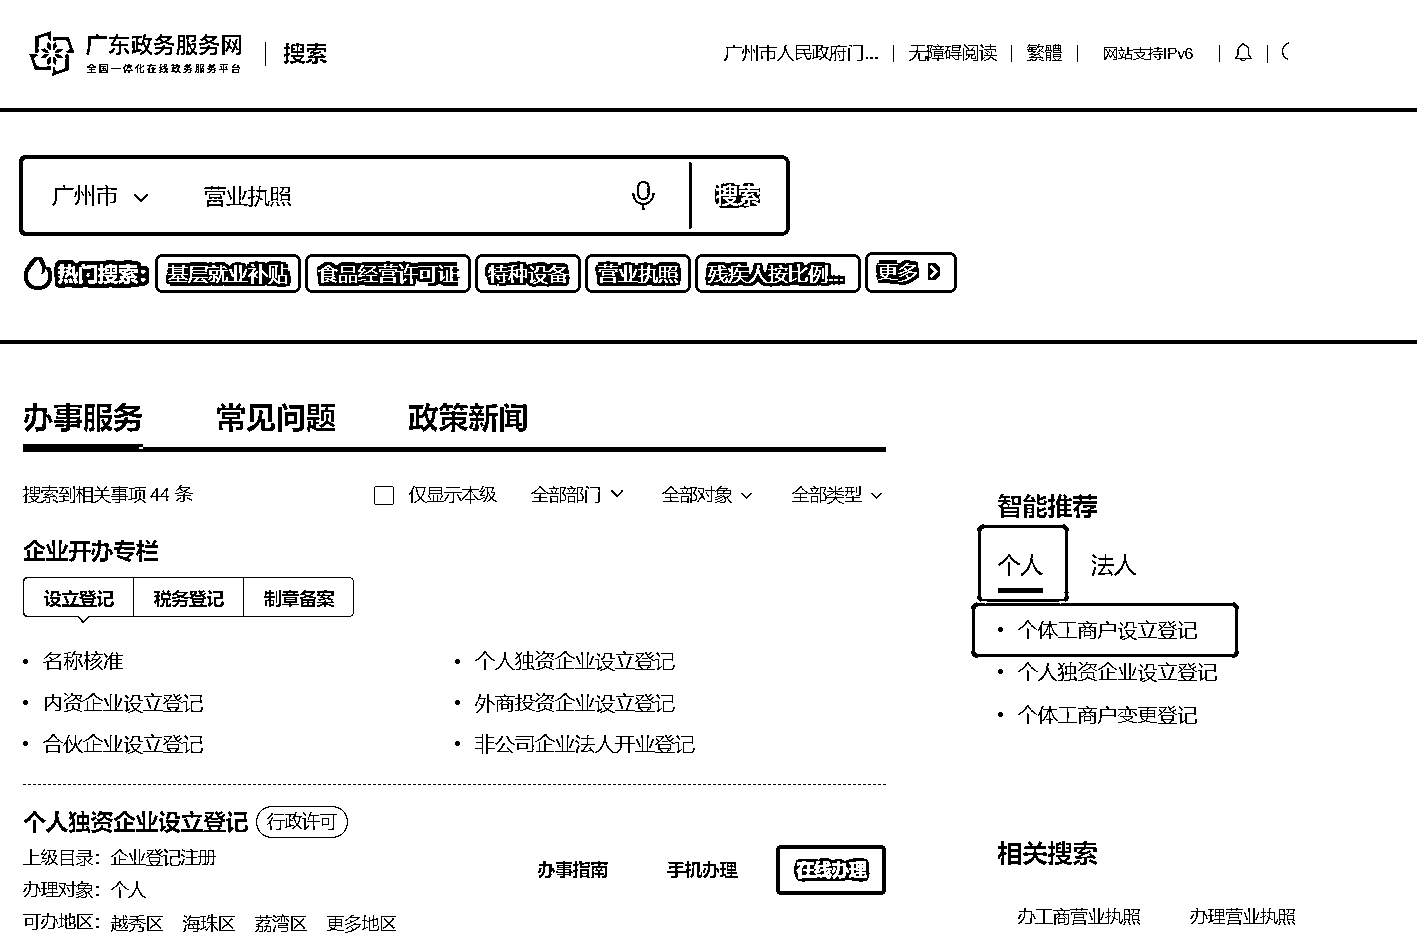 广东政务服务网
全国一体化在线政务服务平台
搜索
广州市人民政府门... 无障碍阅读 繁體 网站支持IPv6
广州市 营业执照 搜索
热门搜索: 基层就业补贴 食品经营许可证 特种设备 营业执照 残疾人按比例... 更多
办事服务 常见问题 政策新闻
搜索到相关事项 44 条 仅显示本级 全部部门 全部对象 全部类型
企业开办专栏
设立登记 税务登记 制章备案
• 名称核准 • 个人独资企业设立登记
• 内资企业设立登记 • 外商投资企业设立登记
• 合伙企业设立登记 • 非公司企业法人开业登记
个人独资企业设立登记 行政许可
上级目录： 企业登记注册
办理对象： 个人
可办地区： 越秀区 海珠区 荔湾区 更多地区
办事指南 手机办理 在线办理
智能推荐
个人 法人
• 个体工商户设立登记
• 个人独资企业设立登记
• 个体工商户变更登记
相关搜索
办工商营业执照 办理营业执照